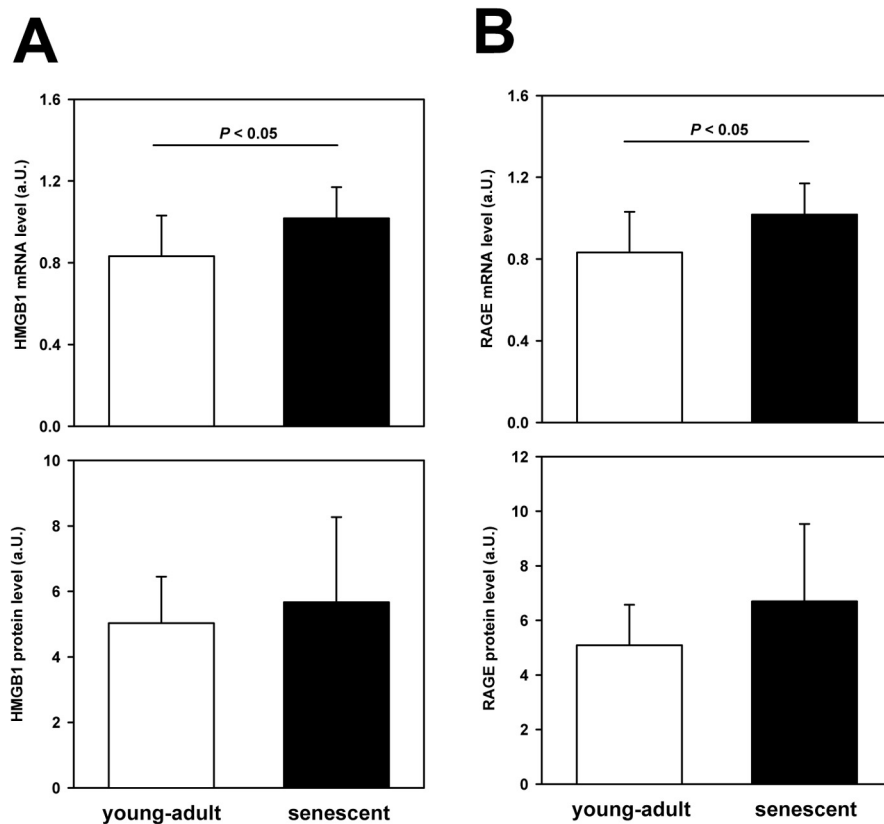 A
HMGB1 mRNA level (a.U.)
1.6
1.2
0.8
0.4
0.0
P < 0.05
HMGB1 protein level (a.U.)
10
8
6
4
2
0
young-adult senescent
B
RAGE mRNA level (a.U.)
1.6
1.2
0.8
0.4
0.0
P < 0.05
RAGE protein level (a.U.)
12
10
8
6
4
2
0
young-adult senescent